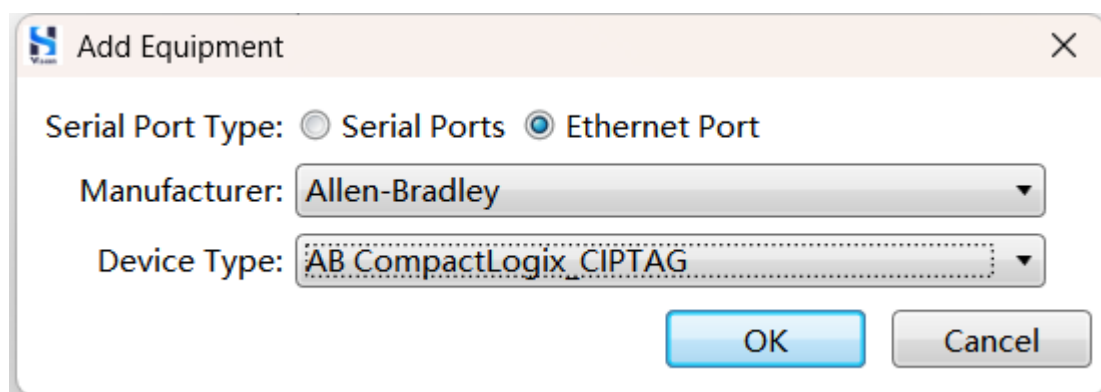 Add Equipment
Serial Port Type: Serial Ports Ethernet Port
Manufacturer: Allen-Bradley
Device Type: AB CompactLogix_CIPTAG
OK Cancel